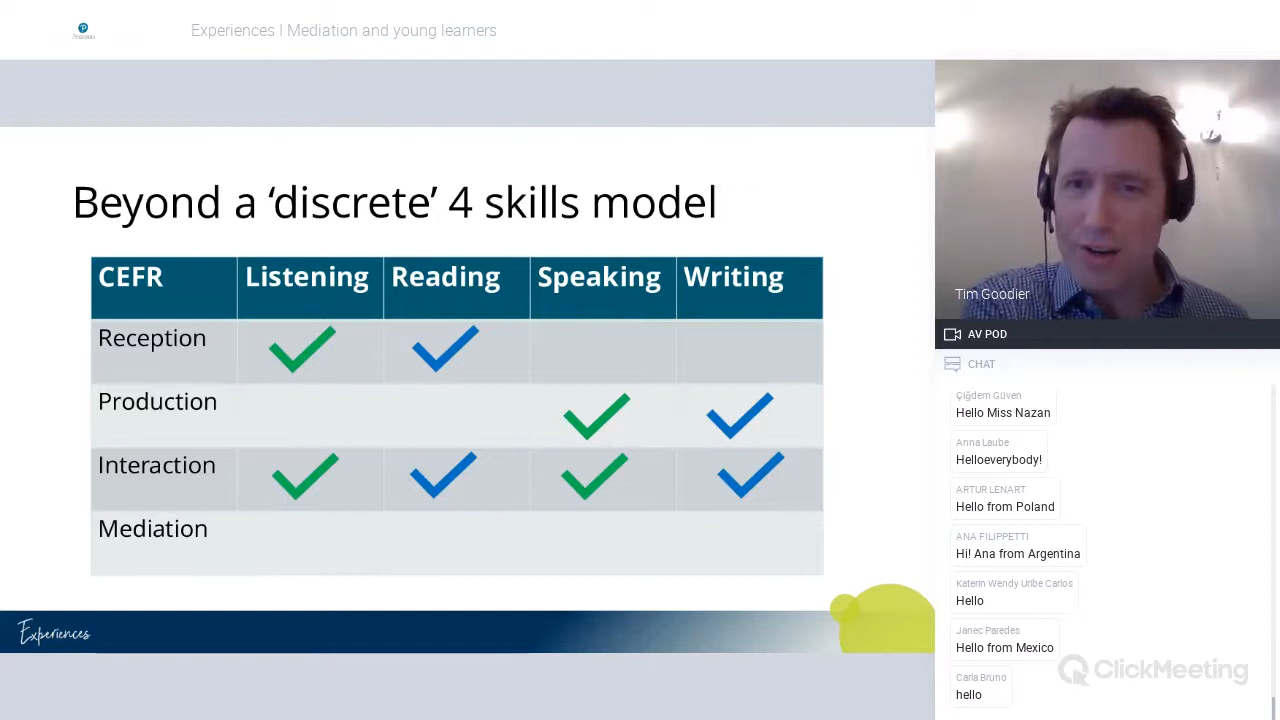 Pearson
Experiences I Mediation and young learners
Beyond a ‘discrete’ 4 skills model
CEFR Listening Reading Speaking Writing
Reception
Production
Interaction
Mediation
Experiences
Tim Goodier
AV POD
CHAT
Çiğdem Güven
Hello Miss Nazan
Anna Laube
Helloeverybody!
ARTUR LENART
Hello from Poland
ANA FILIPPETTI
Hi! Ana from Argentina
Katerin Wendy Uribe Carlos
Hello
Janec Paredes
Hello from Mexico
Carla Bruno
hello
ClickMeeting